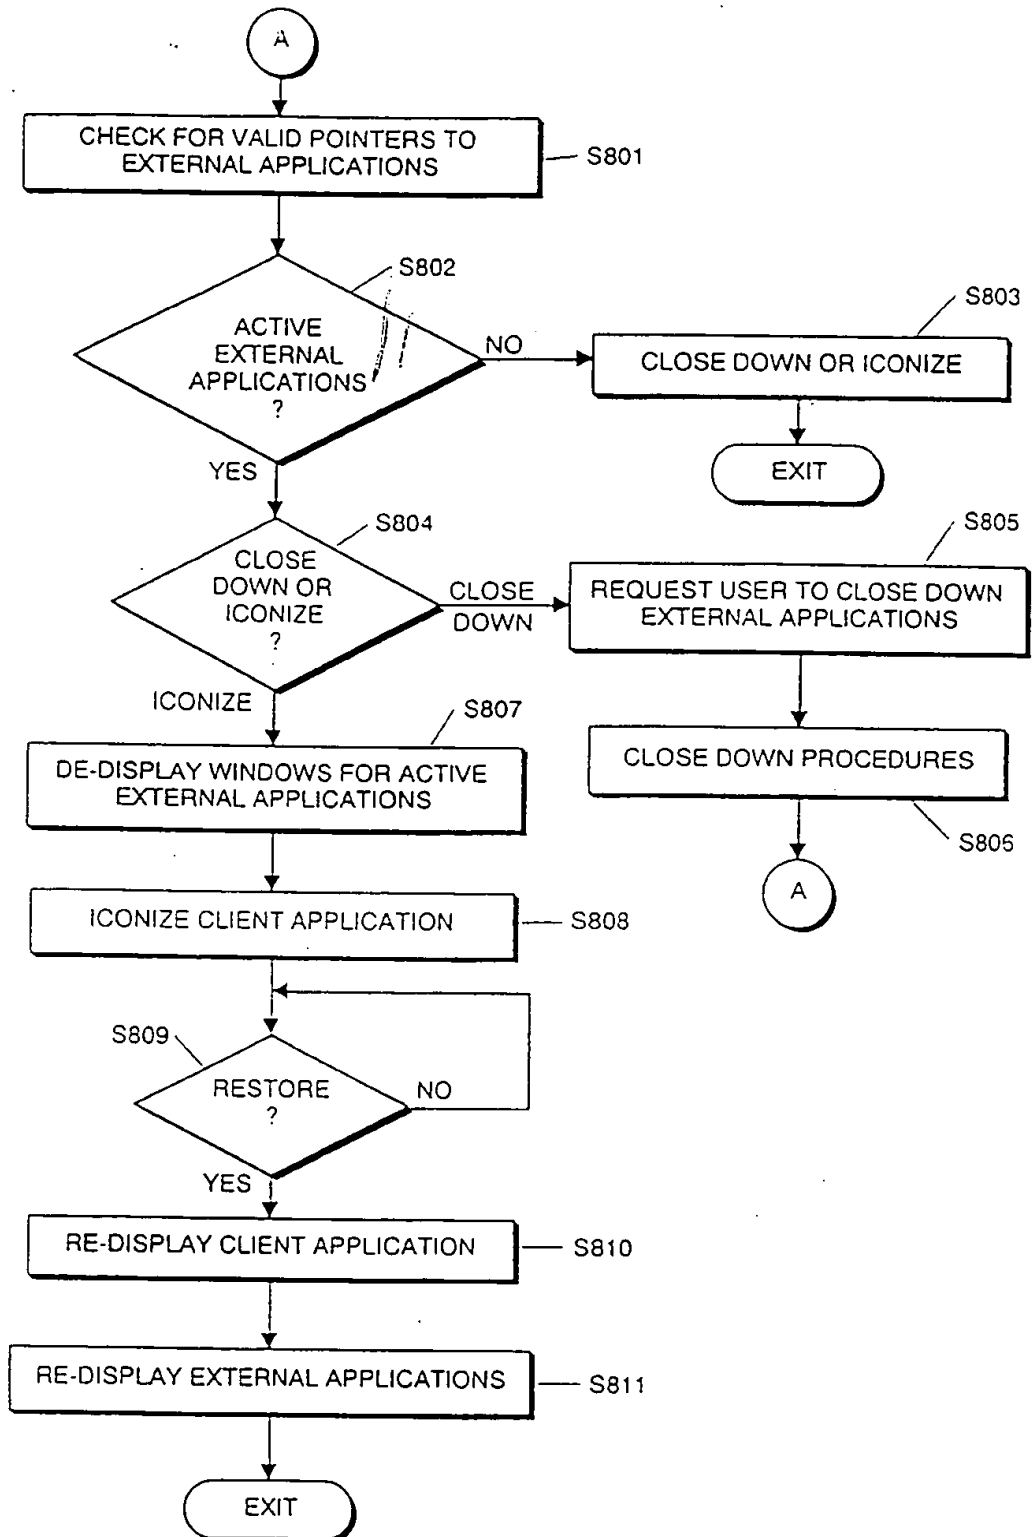 A
CHECK FOR VALID POINTERS TO
EXTERNAL APPLICATIONS
S801
S802
ACTIVE
EXTERNAL
APPLICATIONS
?
NO
S803
CLOSE DOWN OR ICONIZE
EXIT
YES
S804
CLOSE
DOWN OR
ICONIZE
?
CLOSE
DOWN
S805
REQUEST USER TO CLOSE DOWN
EXTERNAL APPLICATIONS
CLOSE DOWN PROCEDURES
S806
A
ICONIZE
S807
DE-DISPLAY WINDOWS FOR ACTIVE
EXTERNAL APPLICATIONS
ICONIZE CLIENT APPLICATION
S808
S809
RESTORE
?
NO
YES
RE-DISPLAY CLIENT APPLICATION
S810
RE-DISPLAY EXTERNAL APPLICATIONS
S811
EXIT